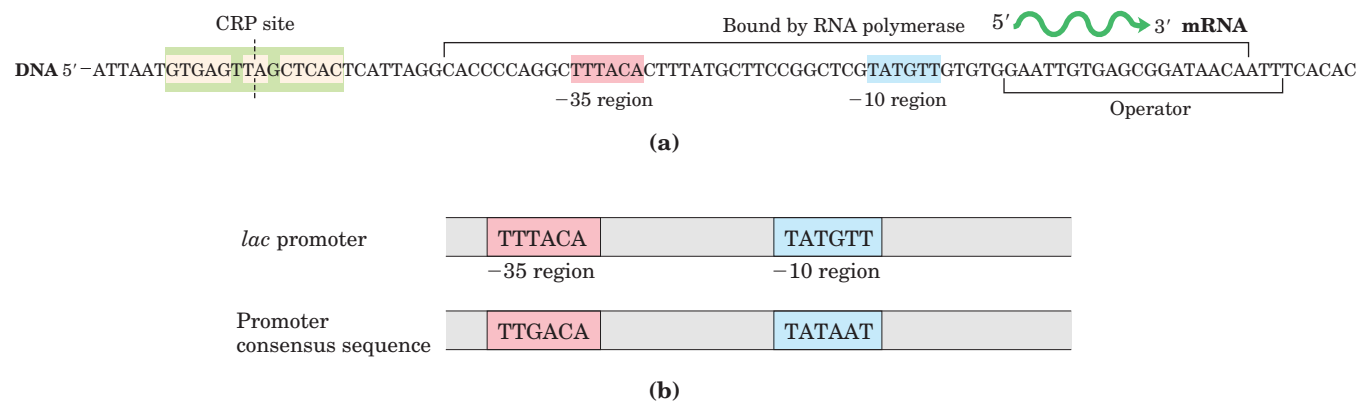 CRP site
Bound by RNA polymerase 5′ 3′ mRNA
DNA 5′ –ATTAATGTGAGTTAGCTCACTCATTAGGCACCCCAGGCTTTACACTTTATGCTTCCGGCTCGTATGTTGTGTGGAATTGTGAGCGGATAACAATTTCACAC
−35 region −10 region Operator
(a)
lac promoter TTTACA TATGTT
−35 region −10 region
Promoter
consensus sequence TTGACA TATAAT
(b)